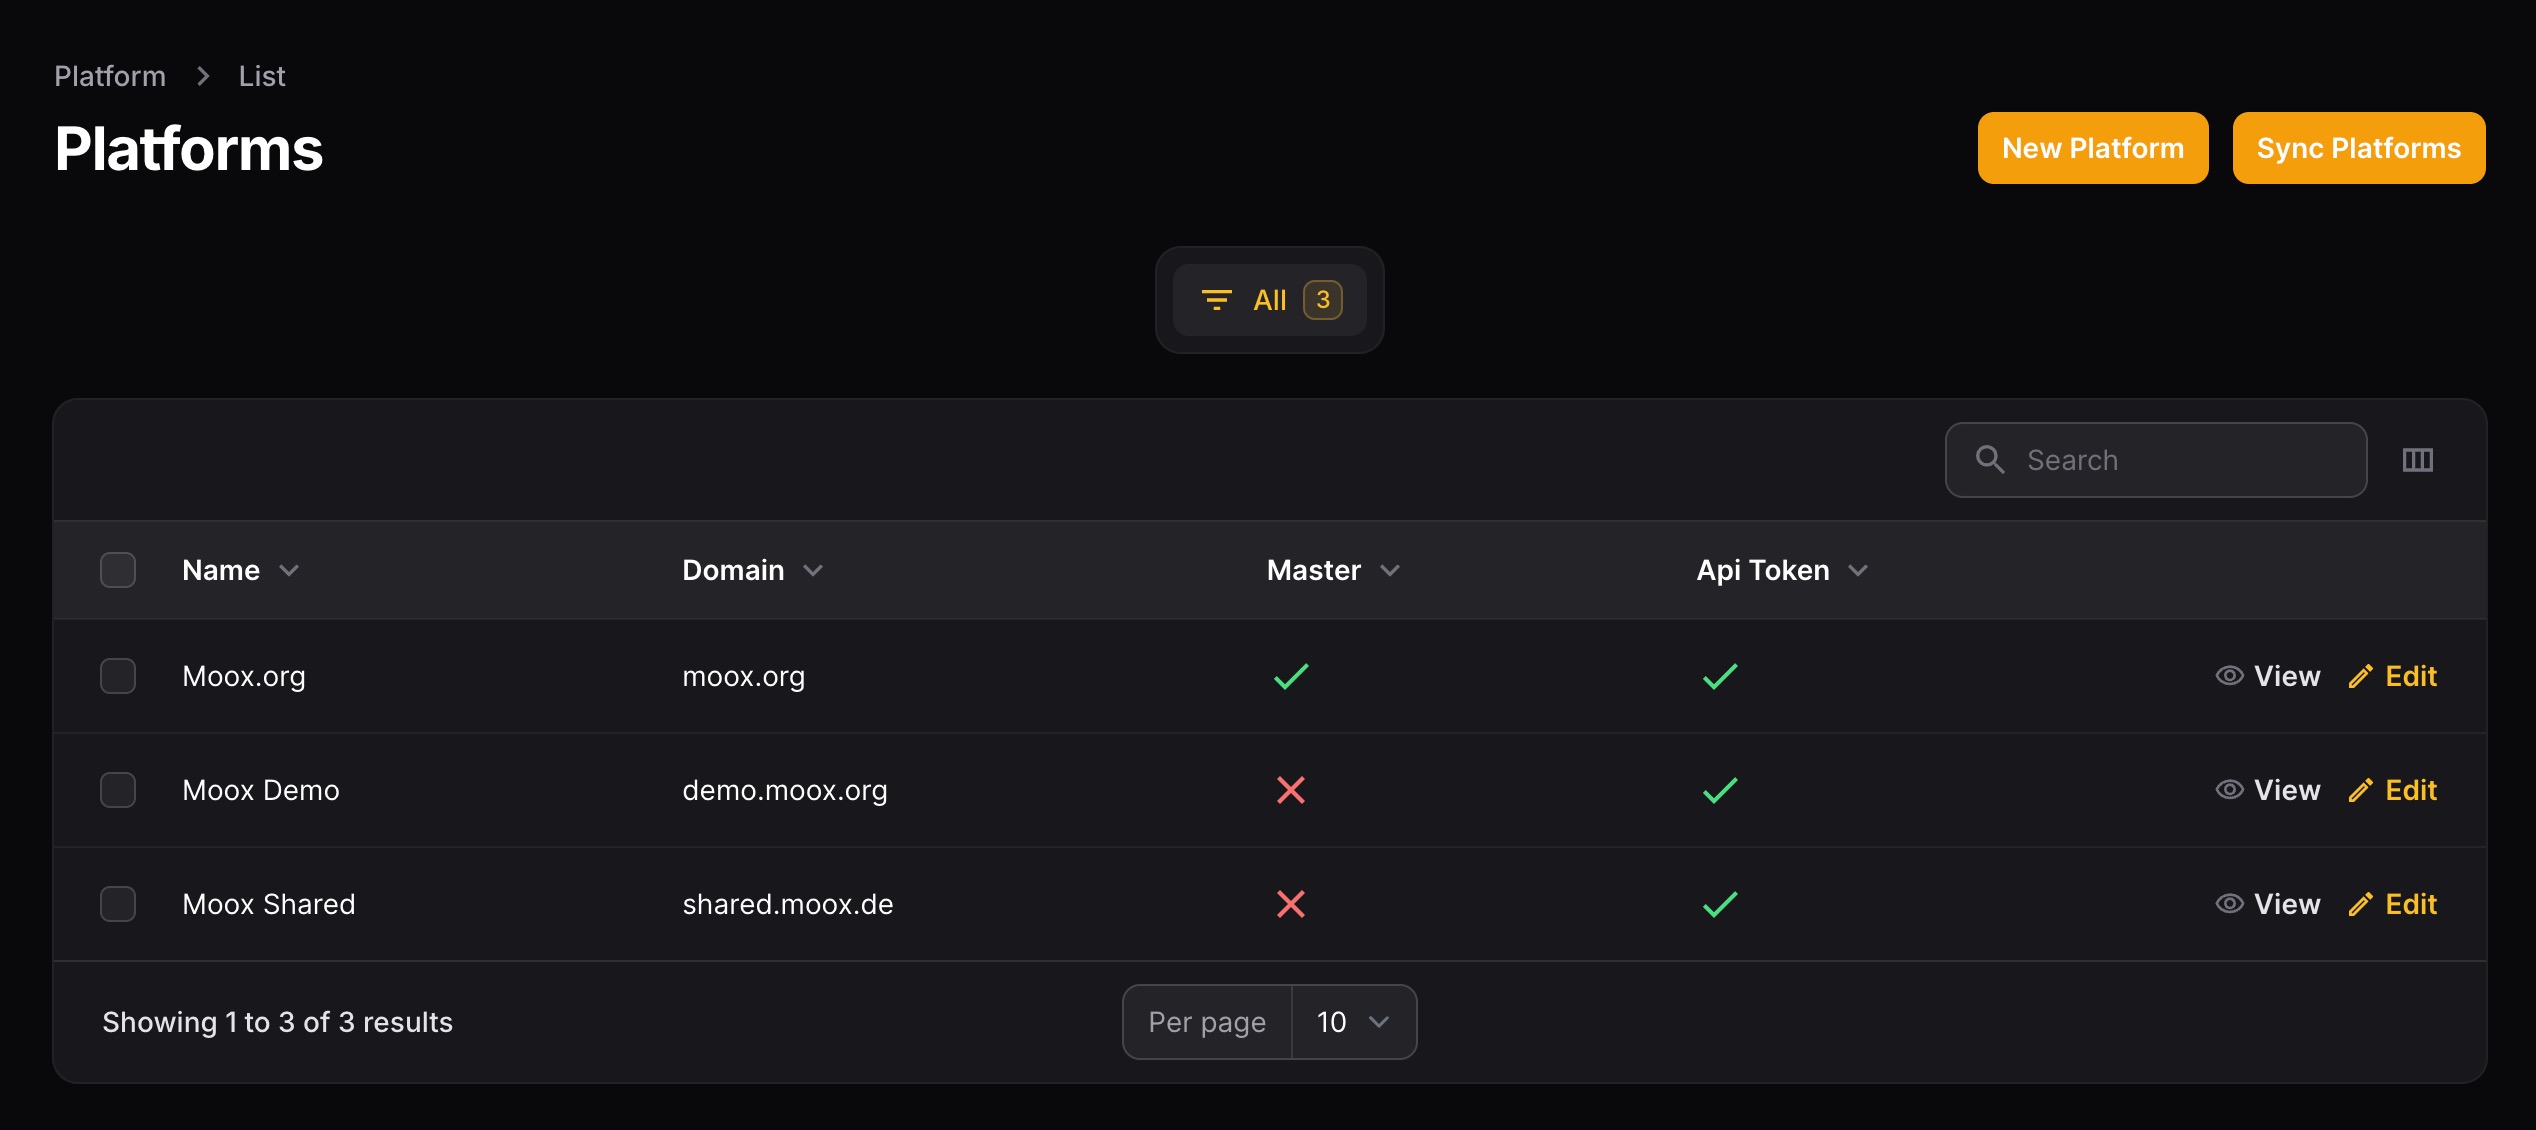 Platform > List
Platforms
New Platform Sync Platforms
All 3
Search
Name Domain Master Api Token
Moox.org moox.org View Edit
Moox Demo demo.moox.org View Edit
Moox Shared shared.moox.de View Edit
Showing 1 to 3 of 3 results Per page 10